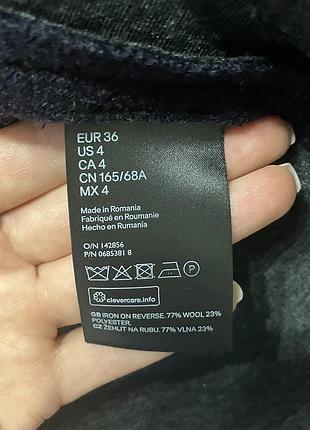 EUR 36
US 4
CA 4
CN 165/68A
MX 4
Made in Romania
Fabriqué en Roumanie
Hecho en Rumanía
O/N 142856
P/N 0685381 8
P
clevercare.info
GB IRON ON REVERSE. 77% WOOL 23%
POLYESTER.
CZ ŽEHLIT NA RUBU. 77% VLNA 23%